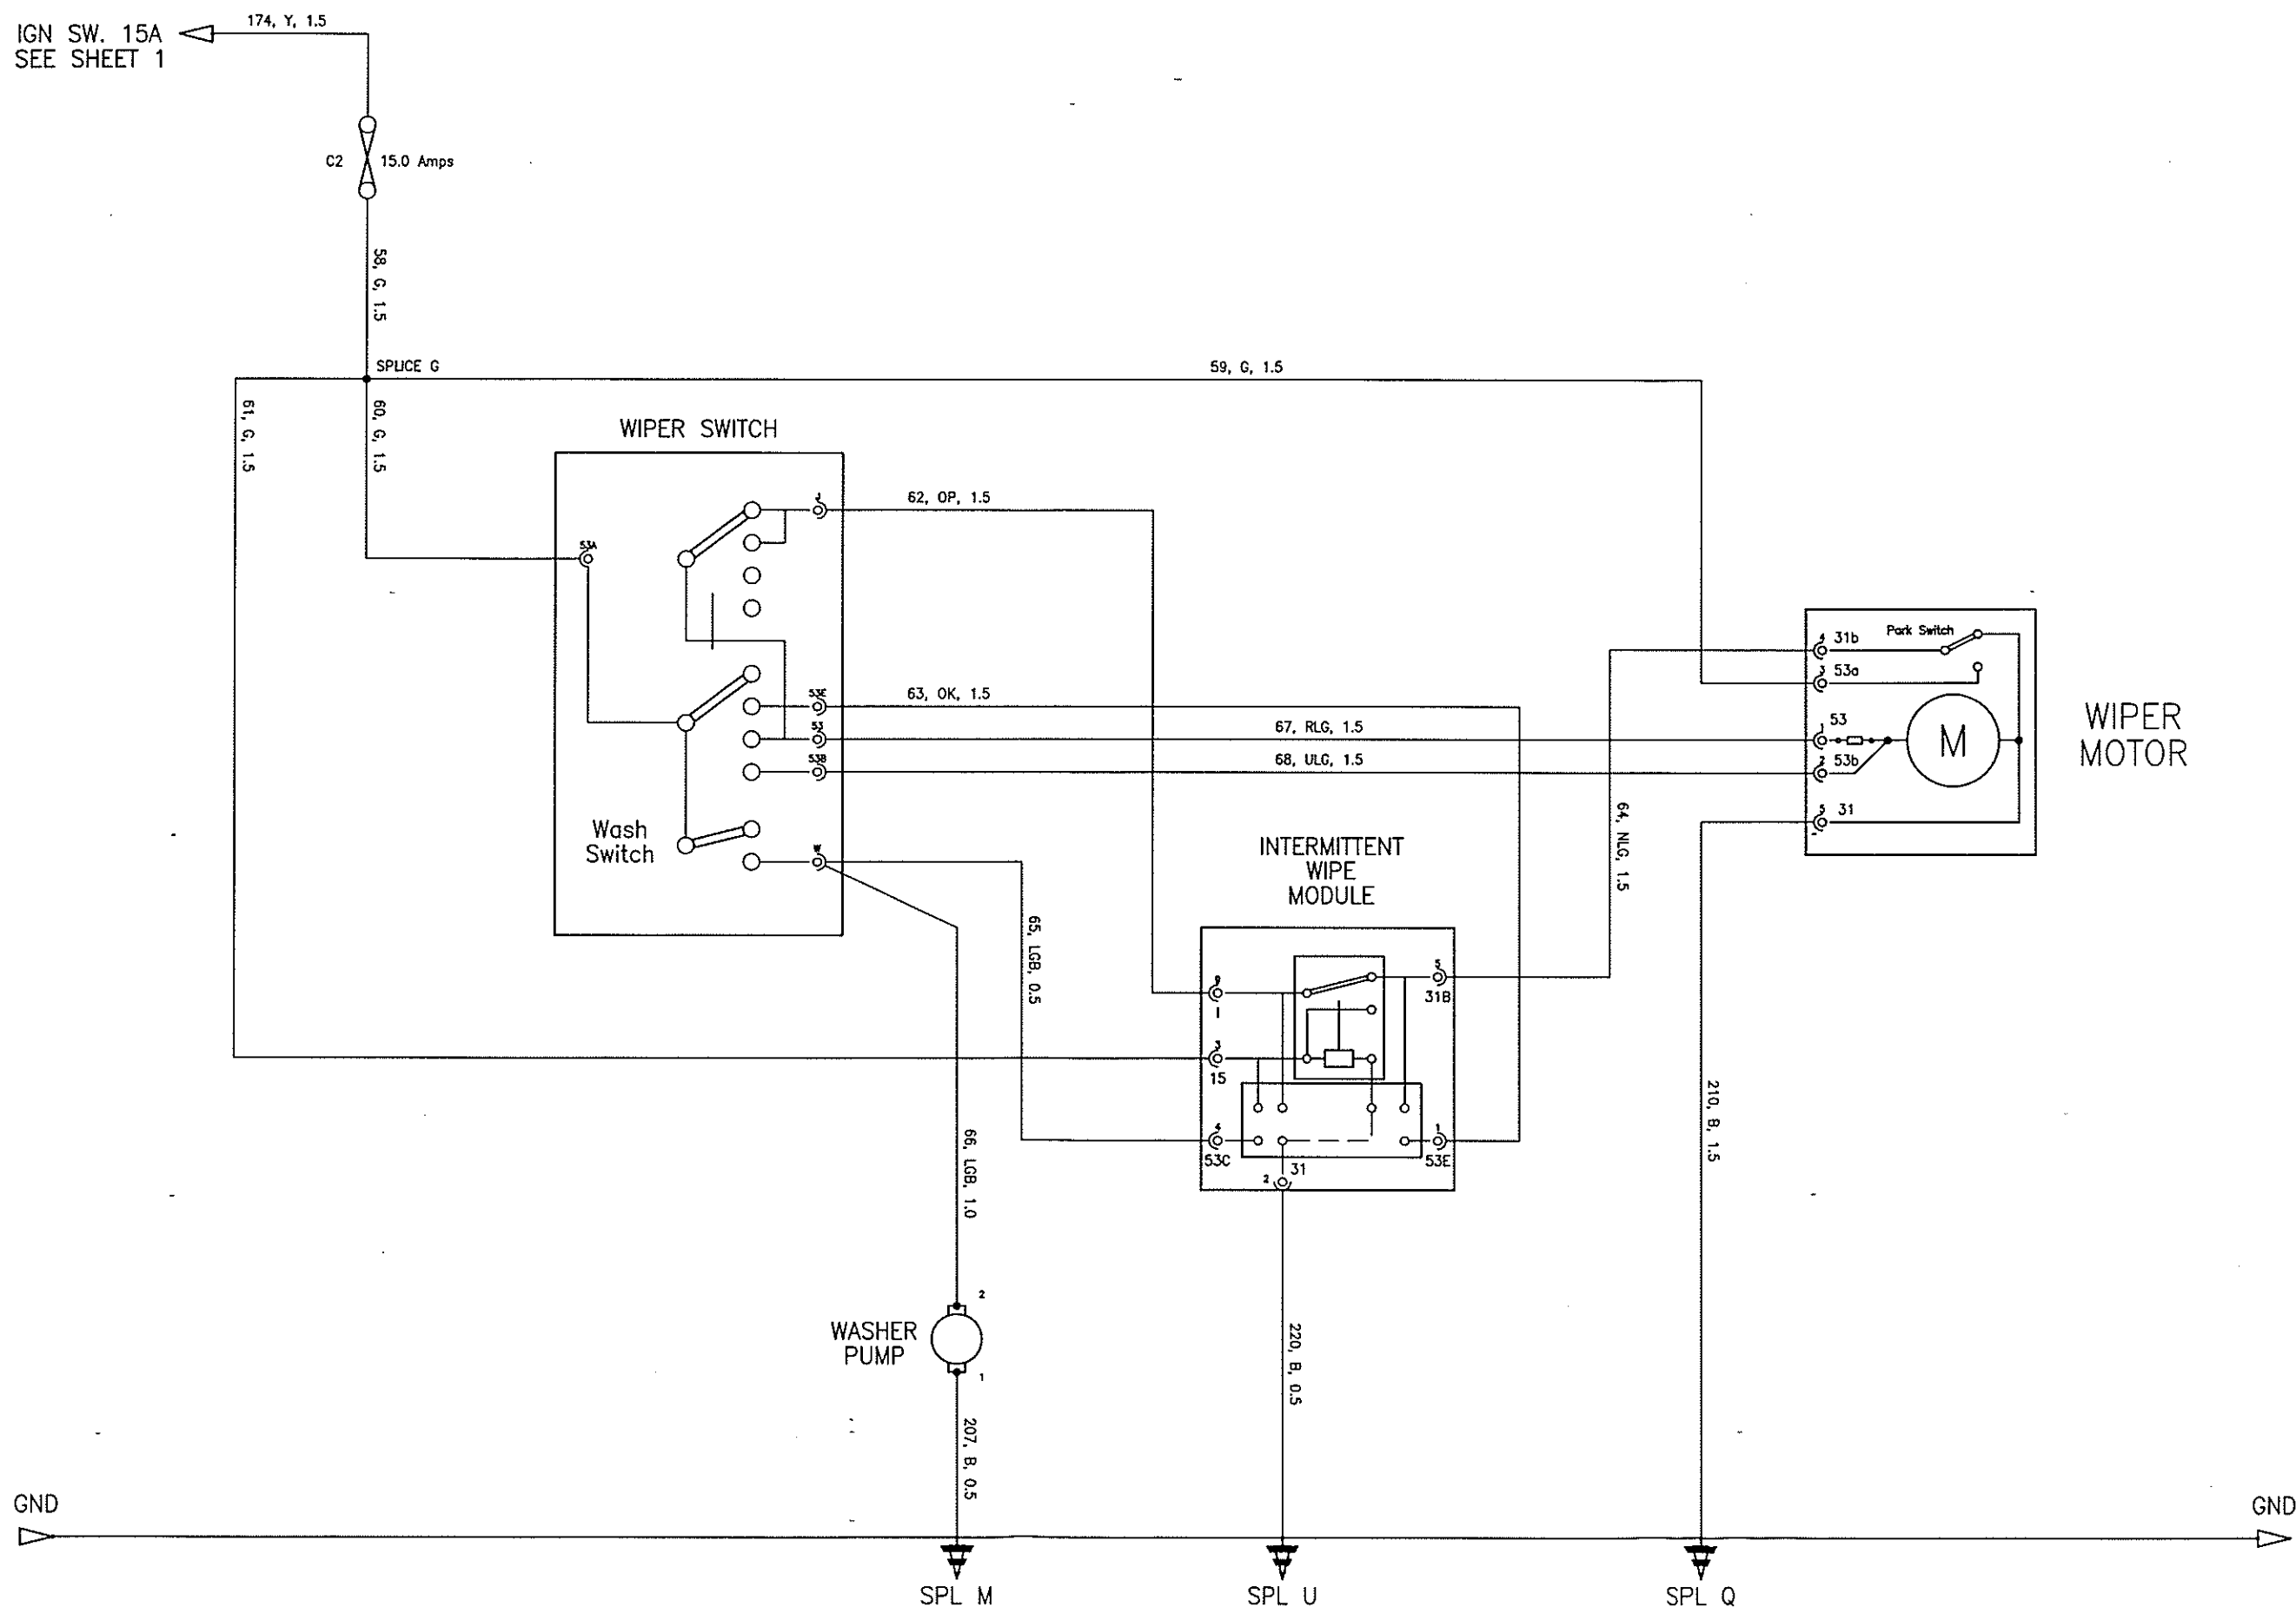 IGN SW. 15A
SEE SHEET 1
174, Y, 1.5
C2
15.0 Amps
58, G, 1.5
SPLICE G
59, G, 1.5
61, G, 1.5
60, G, 1.5
WIPER SWITCH
J
62, OP, 1.5
53A
53E
63, OK, 1.5
53
67, RLG, 1.5
53B
68, ULG, 1.5
Wash
Switch
W
4
31b
Park Switch
3
53a
1
53
2
53b
5
31
-
M
WIPER
MOTOR
64, NLG, 1.5
INTERMITTENT
WIPE
MODULE
65, LGB, 0.5
9
I
5
31B
3
15
4
53C
1
53E
31
2
210, B, 1.5
66, LGB, 1.0
2
WASHER
PUMP
1
220, B, 0.5
207, B, 0.5
GND
GND
SPL M
SPL U
SPL Q